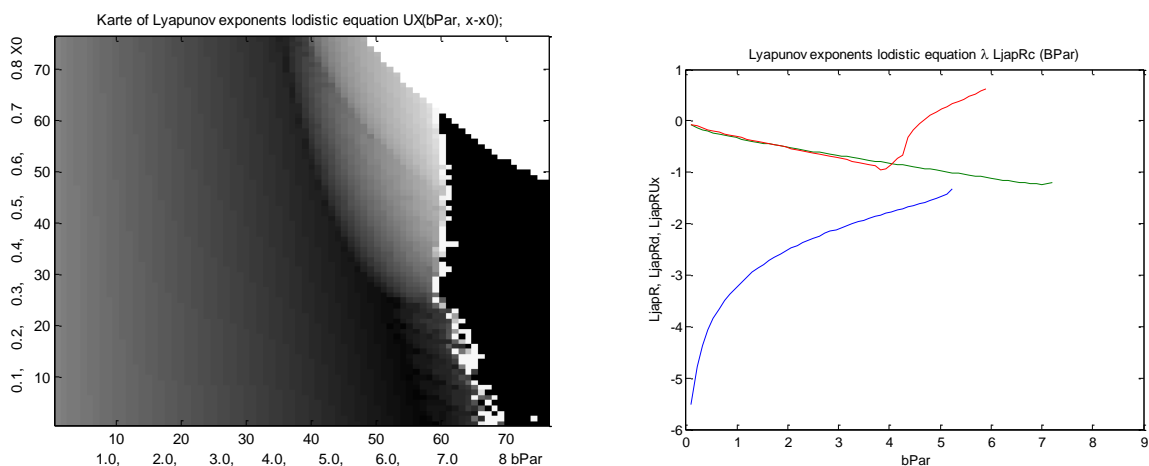 Karte of Lyapunov exponents lodistic equation UX(bPar, x-x0);
0.1, 0.2, 0.3, 0.4, 0.5, 0.6, 0.7 0.8 X0
70
60
50
40
30
20
10
10 20 30 40 50 60 70
1.0, 2.0, 3.0, 4.0, 5.0, 6.0, 7.0 8 bPar
Lyapunov exponents lodistic equation λ LjapRc (BPar)
LjapR, LjapRd, LjapRUx
1
0
-1
-2
-3
-4
-5
-6
0 1 2 3 4 5 6 7 8 9
bPar